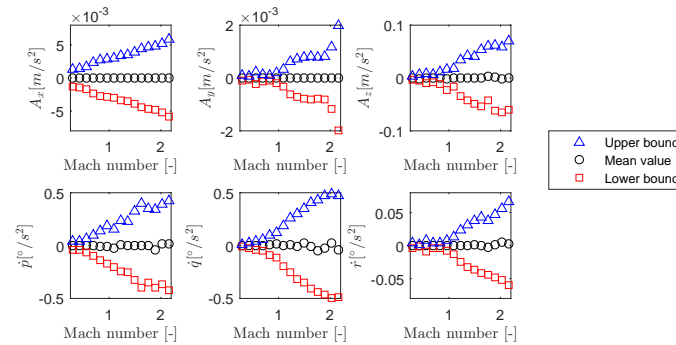 ×10⁻³ ×10⁻³
5 0 -5 A_x[m/s²] 1 2 Mach number [-]
2 0 -2 A_y[m/s²] 1 2 Mach number [-]
0.1 0 -0.1 A_z[m/s²] 1 2 Mach number [-]
Upper bound
Mean value
Lower bound
0.5 0 -0.5 ṗ[°/s²] 1 2 Mach number [-]
0.5 0 -0.5 q̇[°/s²] 1 2 Mach number [-]
0.05 0 -0.05 ṙ[°/s²] 1 2 Mach number [-]